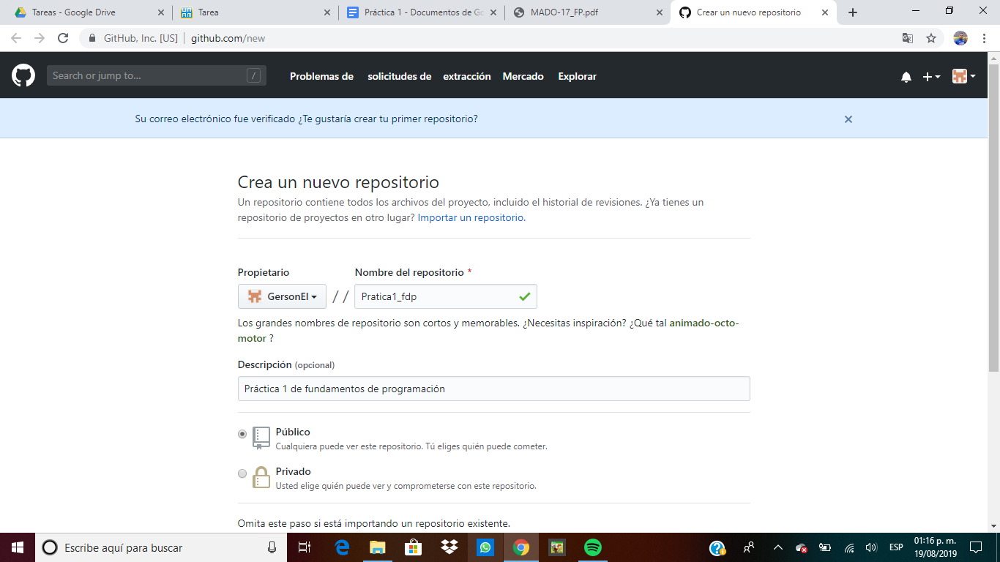 Tareas - Google Drive
Tarea
Práctica 1 - Documentos de Go
MADO-17_FP.pdf
Crear un nuevo repositorio
GitHub, Inc. [US]
github.com/new
Search or jump to...
/
Problemas de solicitudes de extracción Mercado Explorar
Su correo electrónico fue verificado ¿Te gustaría crear tu primer repositorio?
Crea un nuevo repositorio
Un repositorio contiene todos los archivos del proyecto, incluido el historial de revisiones. ¿Ya tienes un
repositorio de proyectos en otro lugar? Importar un repositorio.
Propietario
Nombre del repositorio *
GersonEl
/ /
Pratica1_fdp
Los grandes nombres de repositorio son cortos y memorables. ¿Necesitas inspiración? ¿Qué tal animado-octo-
motor ?
Descripción (opcional)
Práctica 1 de fundamentos de programación
Público
Cualquiera puede ver este repositorio. Tú eliges quién puede cometer.
Privado
Usted elige quién puede ver y comprometerse con este repositorio.
Omita este paso si está importando un repositorio existente.
Escribe aquí para buscar
ESP
01:16 p. m.
19/08/2019